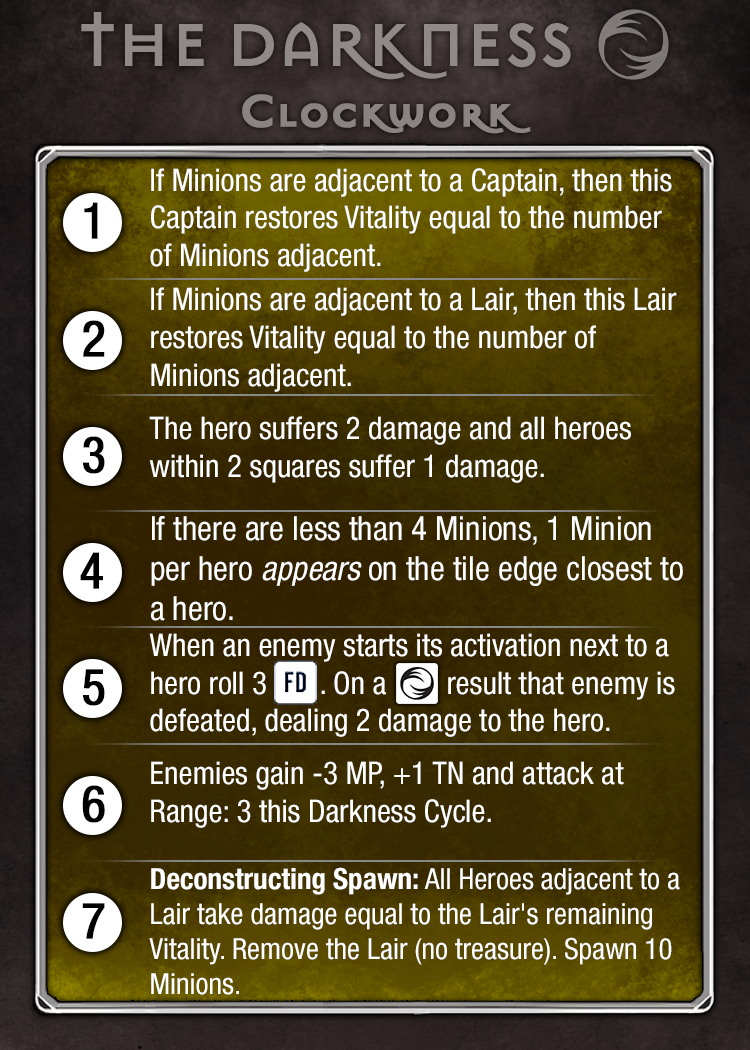 THE DARKNESS
CLOCKWORK
1
If Minions are adjacent to a Captain, then this
Captain restores Vitality equal to the number
of Minions adjacent.
2
If Minions are adjacent to a Lair, then this Lair
restores Vitality equal to the number of
Minions adjacent.
3
The hero suffers 2 damage and all heroes
within 2 squares suffer 1 damage.
4
If there are less than 4 Minions, 1 Minion
per hero appears on the tile edge closest to
a hero.
5
When an enemy starts its activation next to a
hero roll 3 FD. On a result that enemy is
defeated, dealing 2 damage to the hero.
6
Enemies gain -3 MP, +1 TN and attack at
Range: 3 this Darkness Cycle.
7
Deconstructing Spawn: All Heroes adjacent to a
Lair take damage equal to the Lair's remaining
Vitality. Remove the Lair (no treasure). Spawn 10
Minions.